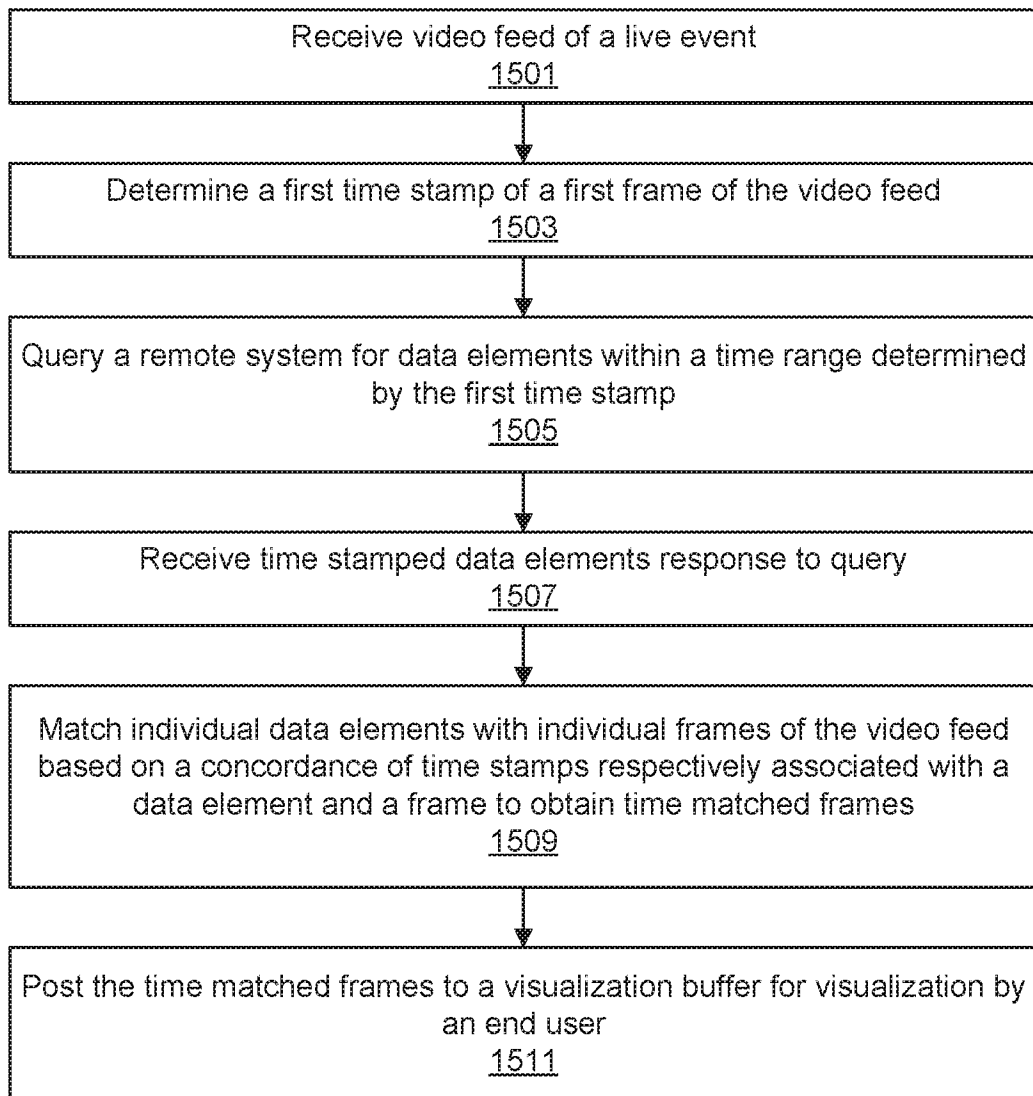 Receive video feed of a live event
1501
Determine a first time stamp of a first frame of the video feed
1503
Query a remote system for data elements within a time range determined
by the first time stamp
1505
Receive time stamped data elements response to query
1507
Match individual data elements with individual frames of the video feed
based on a concordance of time stamps respectively associated with a
data element and a frame to obtain time matched frames
1509
Post the time matched frames to a visualization buffer for visualization by
an end user
1511